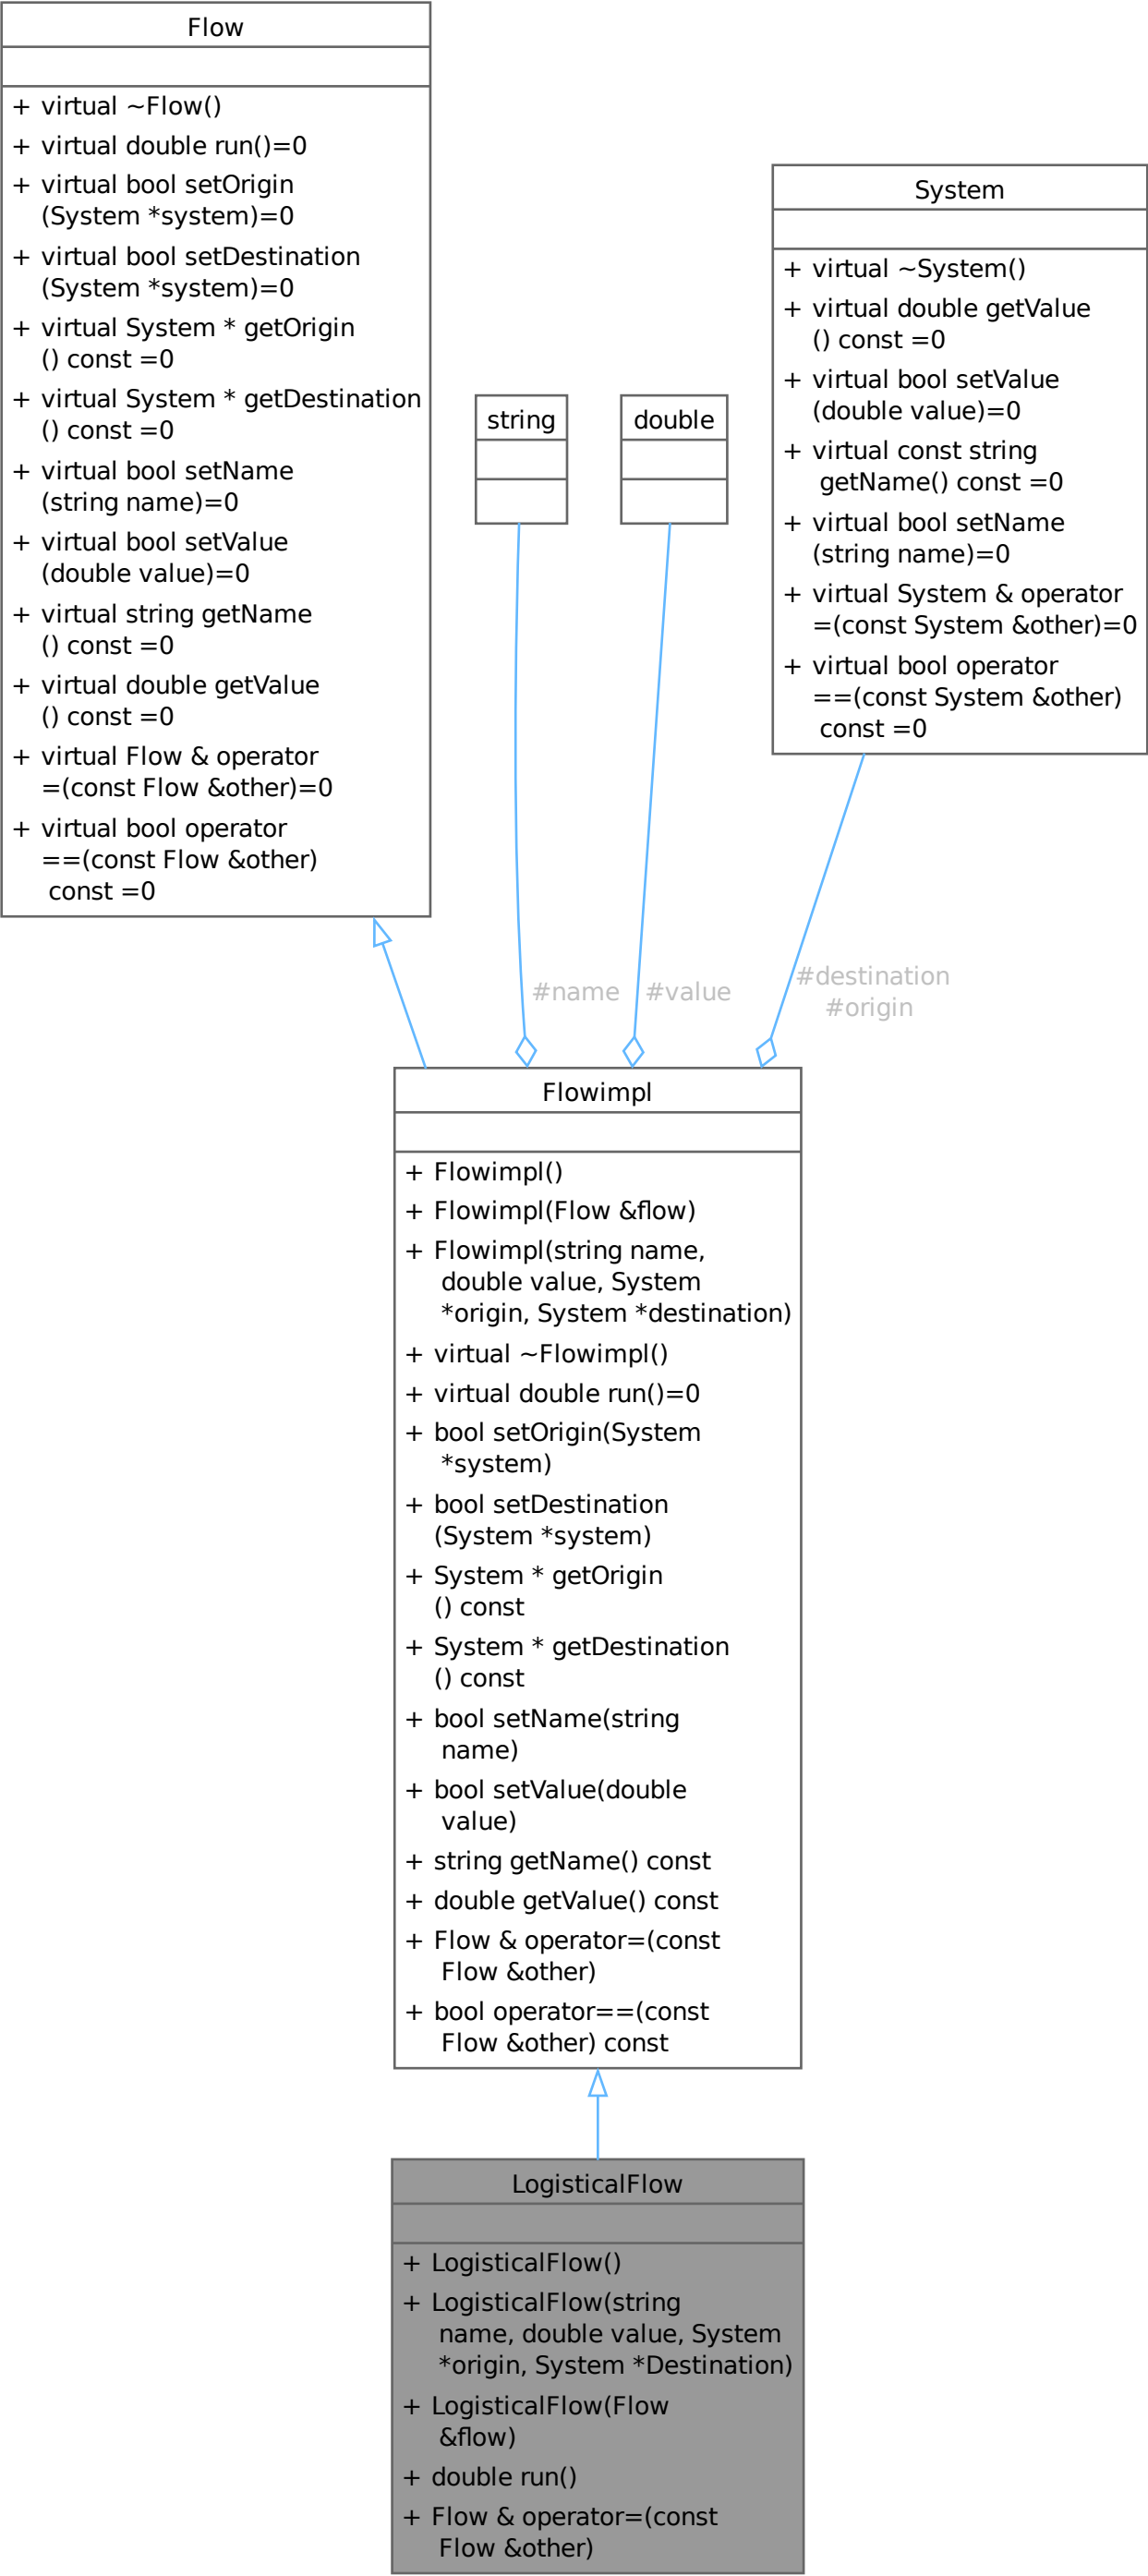 Flow
+ virtual ~Flow()
+ virtual double run()=0
+ virtual bool setOrigin
(System *system)=0
+ virtual bool setDestination
(System *system)=0
+ virtual System * getOrigin
() const =0
+ virtual System * getDestination
() const =0
+ virtual bool setName
(string name)=0
+ virtual bool setValue
(double value)=0
+ virtual string getName
() const =0
+ virtual double getValue
() const =0
+ virtual Flow & operator
=(const Flow &other)=0
+ virtual bool operator
==(const Flow &other)
const =0
string
double
System
+ virtual ~System()
+ virtual double getValue
() const =0
+ virtual bool setValue
(double value)=0
+ virtual const string
getName() const =0
+ virtual bool setName
(string name)=0
+ virtual System & operator
=(const System &other)=0
+ virtual bool operator
==(const System &other)
const =0
#name
#value
#destination
#origin
Flowimpl
+ Flowimpl()
+ Flowimpl(Flow &flow)
+ Flowimpl(string name,
double value, System
*origin, System *destination)
+ virtual ~Flowimpl()
+ virtual double run()=0
+ bool setOrigin(System
*system)
+ bool setDestination
(System *system)
+ System * getOrigin
() const
+ System * getDestination
() const
+ bool setName(string
name)
+ bool setValue(double
value)
+ string getName() const
+ double getValue() const
+ Flow & operator=(const
Flow &other)
+ bool operator==(const
Flow &other) const
LogisticalFlow
+ LogisticalFlow()
+ LogisticalFlow(string
name, double value, System
*origin, System *Destination)
+ LogisticalFlow(Flow
&flow)
+ double run()
+ Flow & operator=(const
Flow &other)